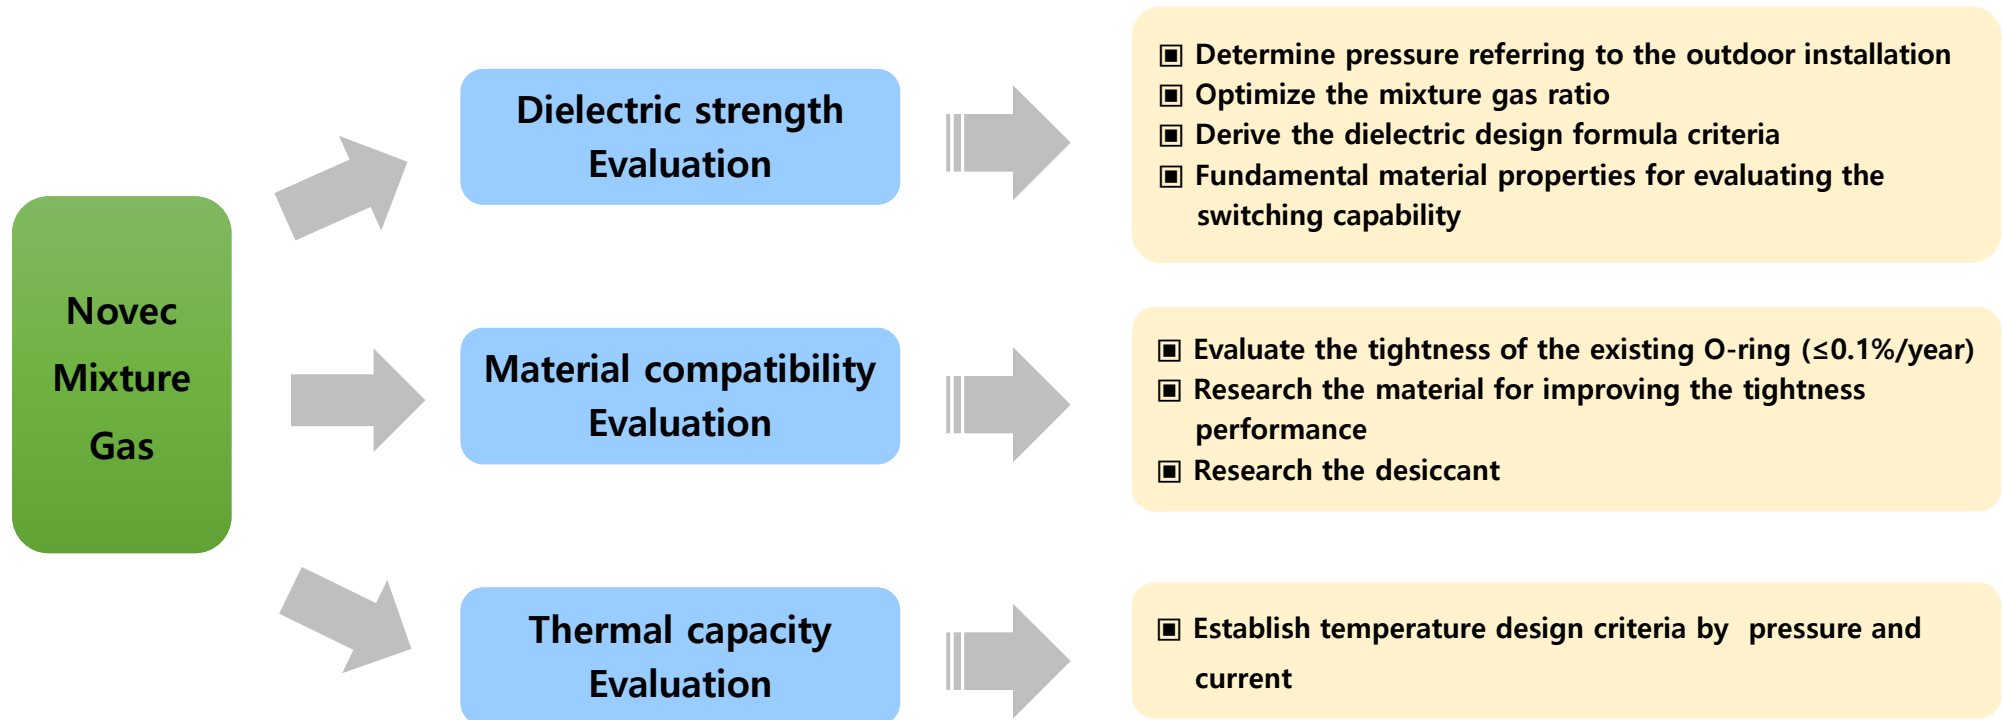 Novec
Mixture
Gas
Dielectric strength
Evaluation
▣ Determine pressure referring to the outdoor installation
▣ Optimize the mixture gas ratio
▣ Derive the dielectric design formula criteria
▣ Fundamental material properties for evaluating the
switching capability
Material compatibility
Evaluation
▣ Evaluate the tightness of the existing O-ring (≤0.1%/year)
▣ Research the material for improving the tightness
performance
▣ Research the desiccant
Thermal capacity
Evaluation
▣ Establish temperature design criteria by  pressure and
current